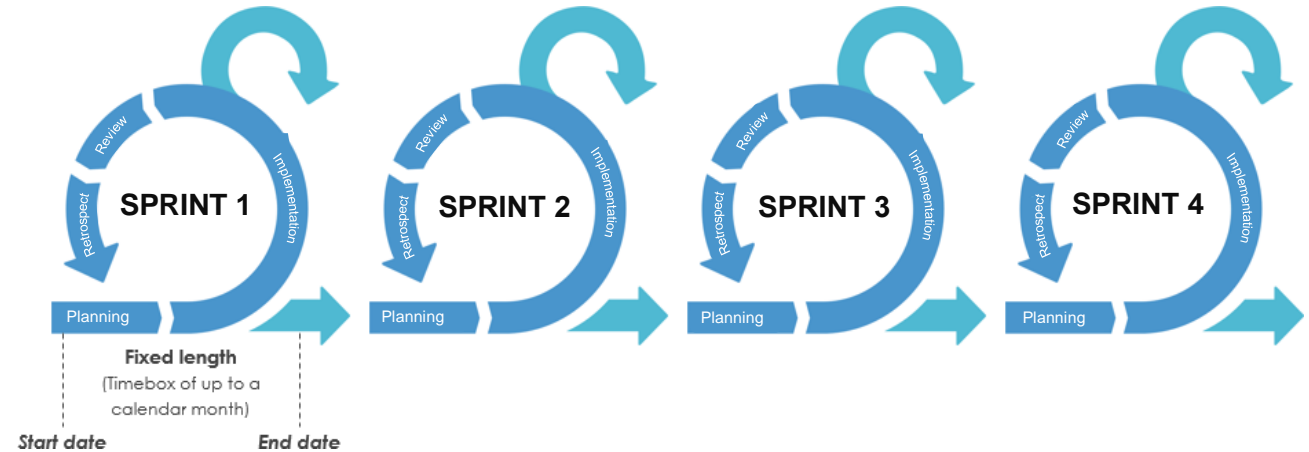 Review
Implementation
Retrospect
SPRINT 1
Planning
Review
Implementation
Retrospect
SPRINT 2
Planning
Review
Implementation
Retrospect
SPRINT 3
Planning
Review
Implementation
Retrospect
SPRINT 4
Planning
Fixed length
(Timebox of up to a
calendar month)
Start date
End date